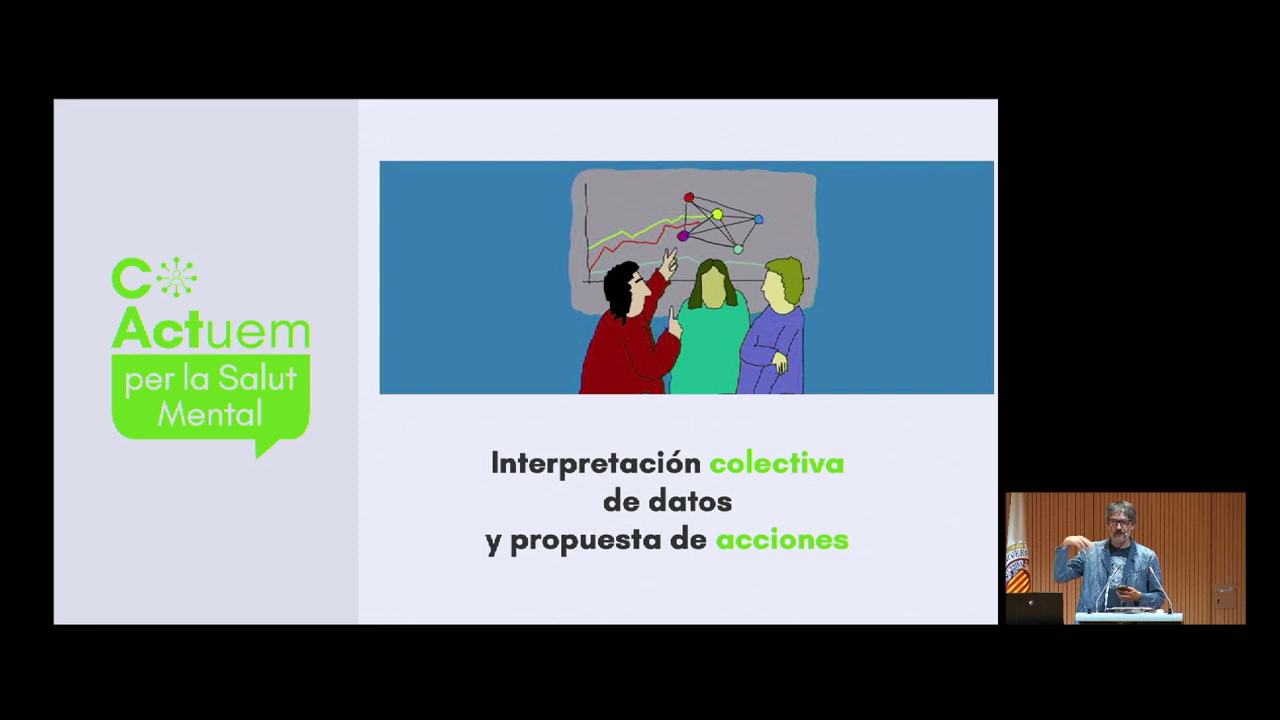 C
Actuem
per la Salut
Mental
Interpretación colectiva
de datos
y propuesta de acciones